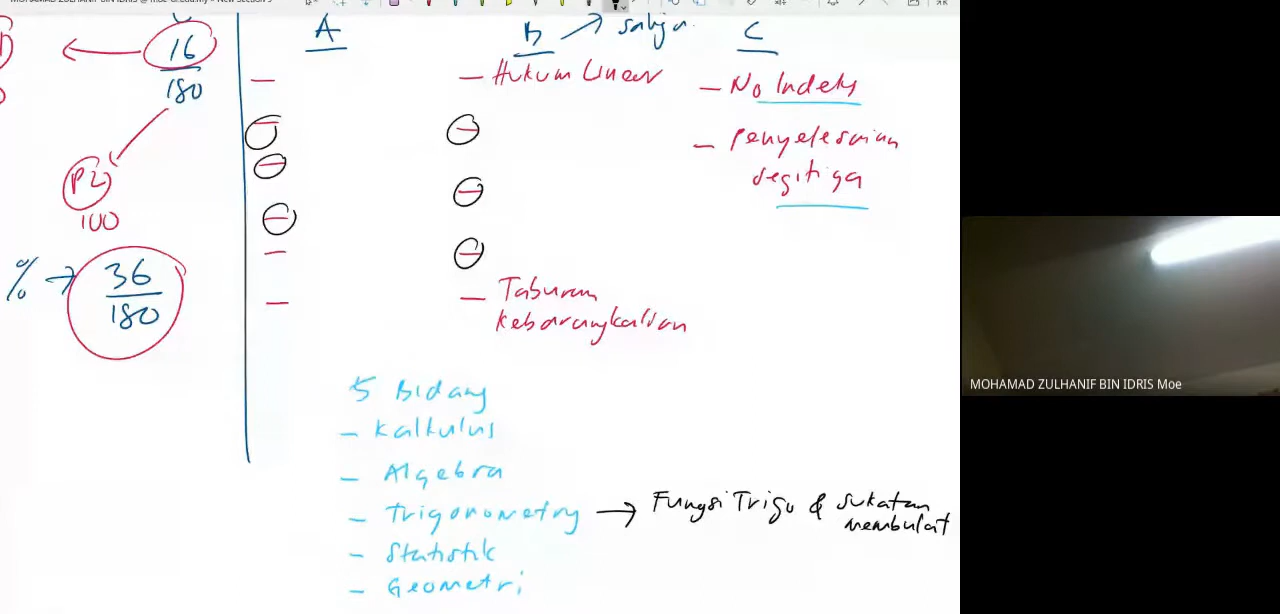 16
180
P2
100
% → 36
180
A
B → sahja.
C
- Hukum Linear
- No Indeks
- Penyelesaian
segitiga
- Taburan
kebarangkalian
5 Bidang
- Kalkulus
- Algebra
- Trigonometry → Fungsi Trigo & sukatan
membulat
- Statistik
- Geometri
MOHAMAD ZULHANIF BIN IDRIS Moe